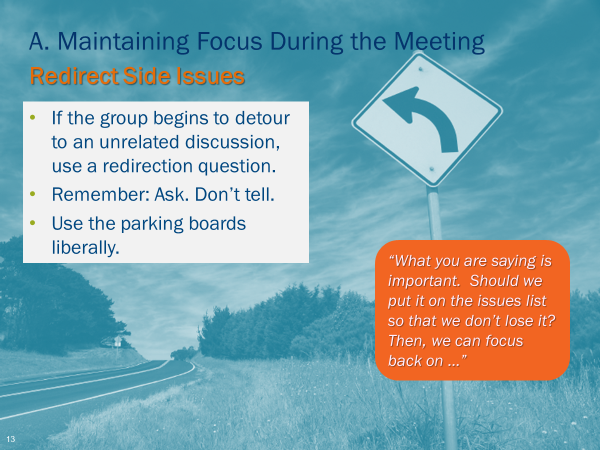 A. Maintaining Focus During the Meeting
Redirect Side Issues
• If the group begins to detour
to an unrelated discussion,
use a redirection question.
• Remember: Ask. Don’t tell.
• Use the parking boards
liberally.
“What you are saying is
important.  Should we
put it on the issues list
so that we don’t lose it?
Then, we can focus
back on …”
13